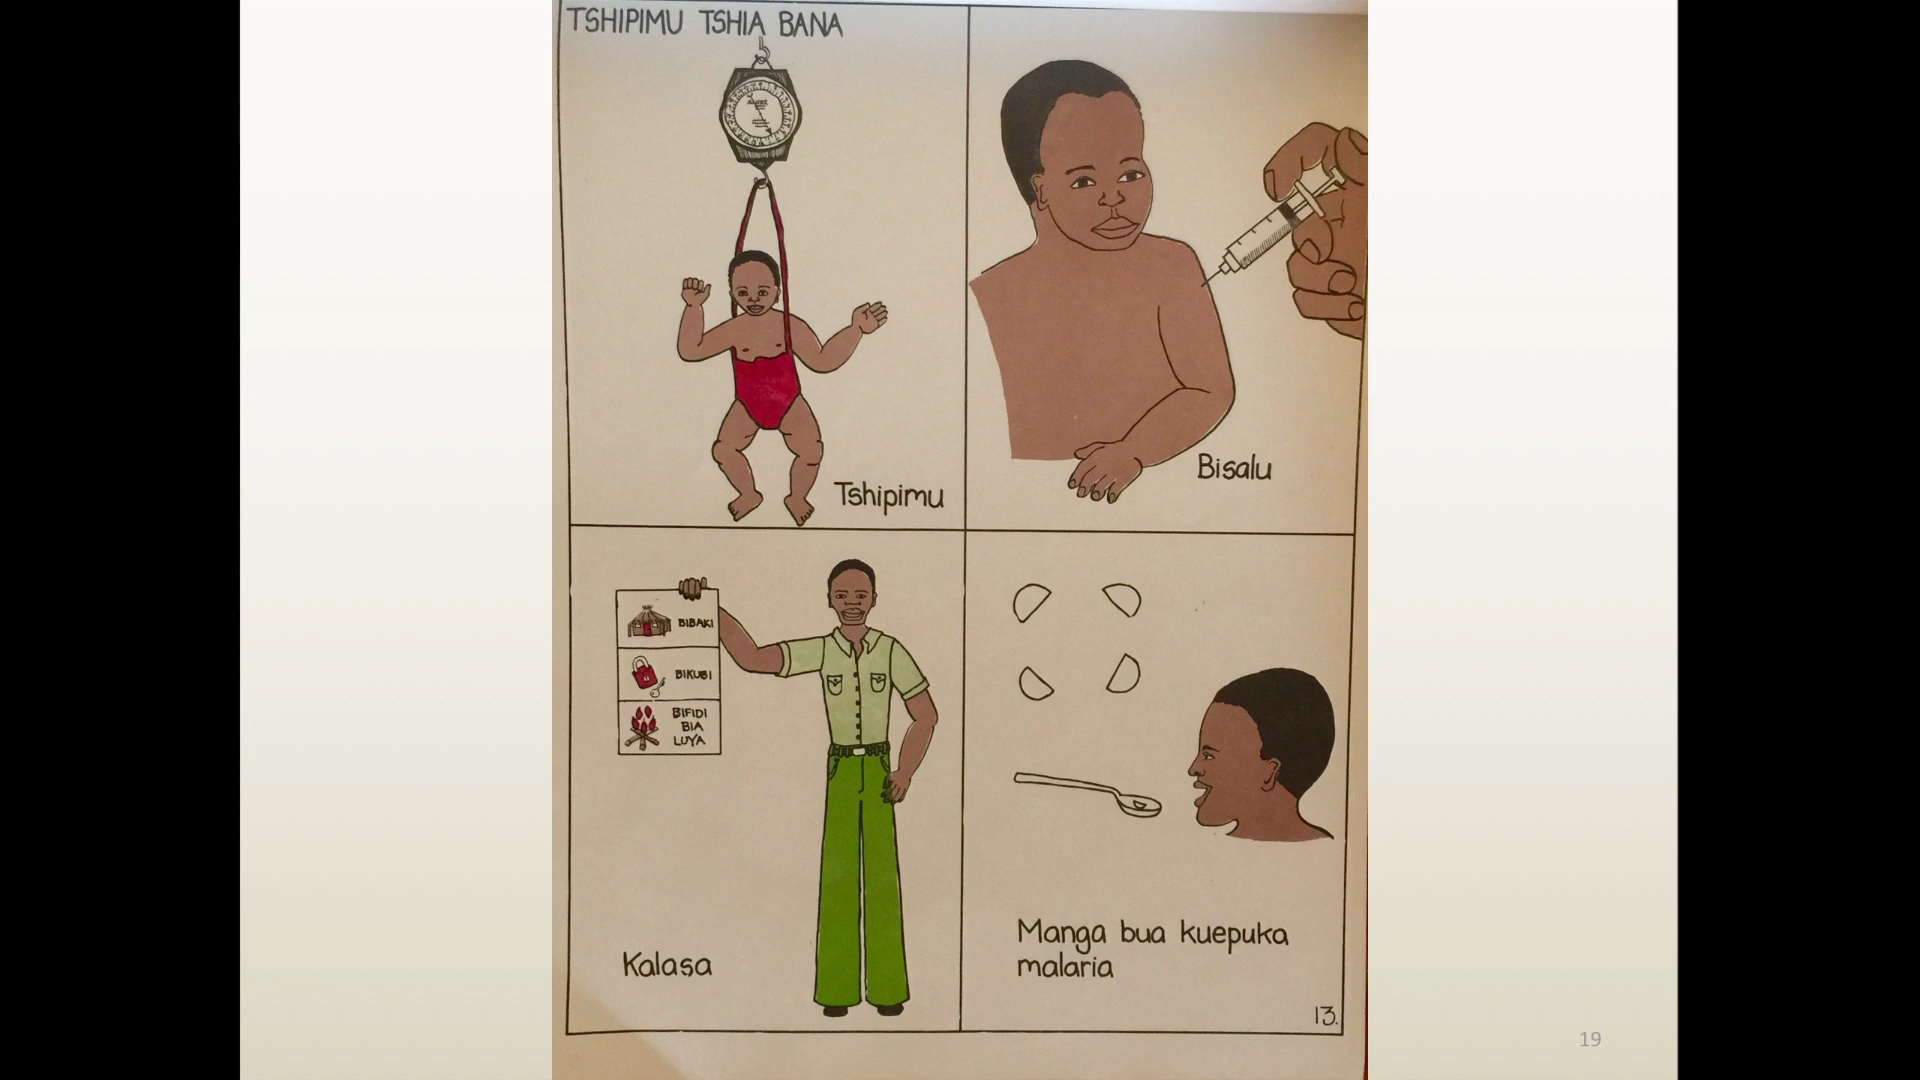 TSHIPIMU TSHIA BANA
Tshipimu
Bisalu
BIBAKI
BIKUBI
BIFIDI
BIA
LUYA
Kalasa
Manga bua kuepuka
malaria
13.
19